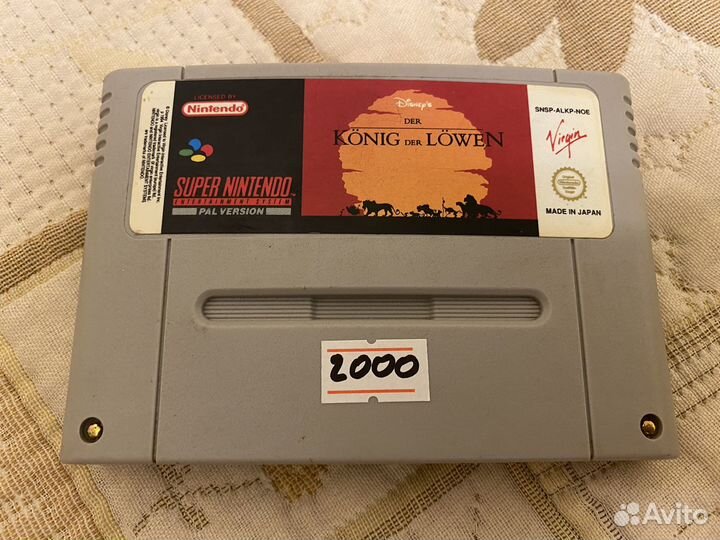 LICENSED BY
Nintendo
SUPER NINTENDO
ENTERTAINMENT SYSTEM
PAL VERSION
DISNEY'S
DER
KÖNIG DER LÖWEN
SNSP-ALKP-NOE
Virgin
MADE IN JAPAN
2000
Avito